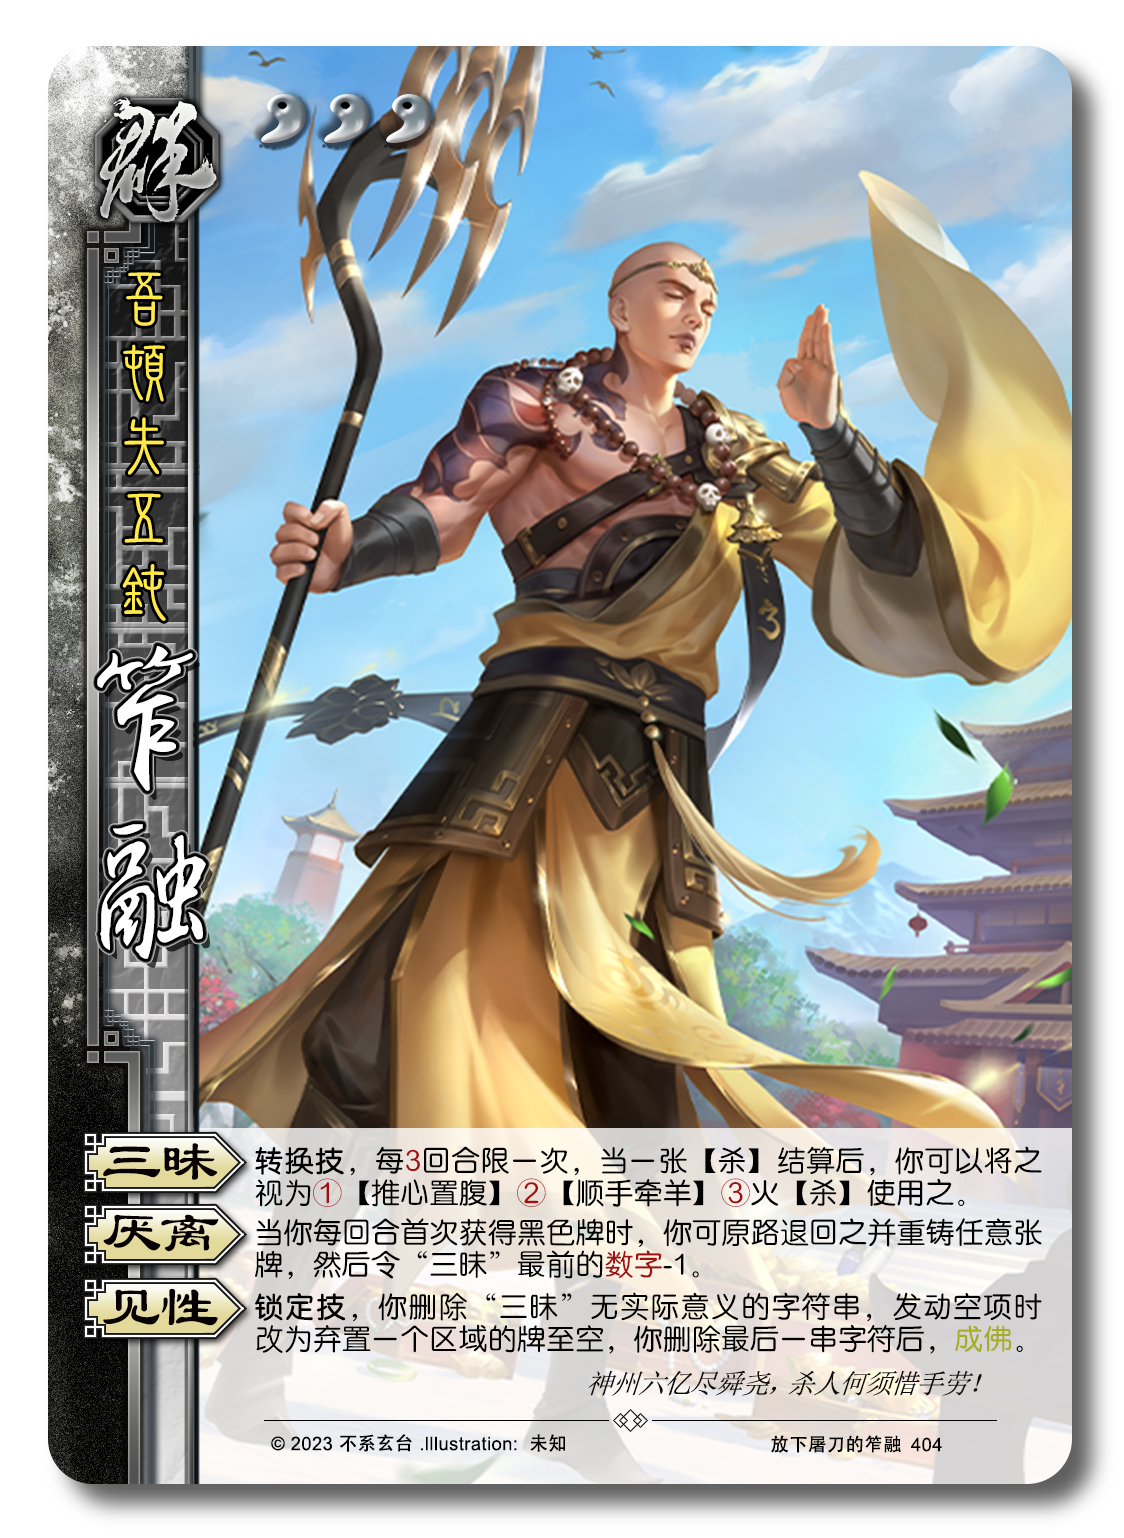 群
吾頓失五鈍
笮融
三昧
转换技，每3回合限一次，当一张【杀】结算后，你可以将之
视为①【推心置腹】②【顺手牵羊】③火【杀】使用之。
厌离
当你每回合首次获得黑色牌时，你可原路退回之并重铸任意张
牌，然后令“三昧”最前的数字-1。
见性
锁定技，你删除“三昧”无实际意义的字符串，发动空项时
改为弃置一个区域的牌至空，你删除最后一串字符后，成佛。
神州六亿尽舜尧，杀人何须惜手劳！
© 2023 不系玄台 .Illustration: 未知
放下屠刀的笮融 404